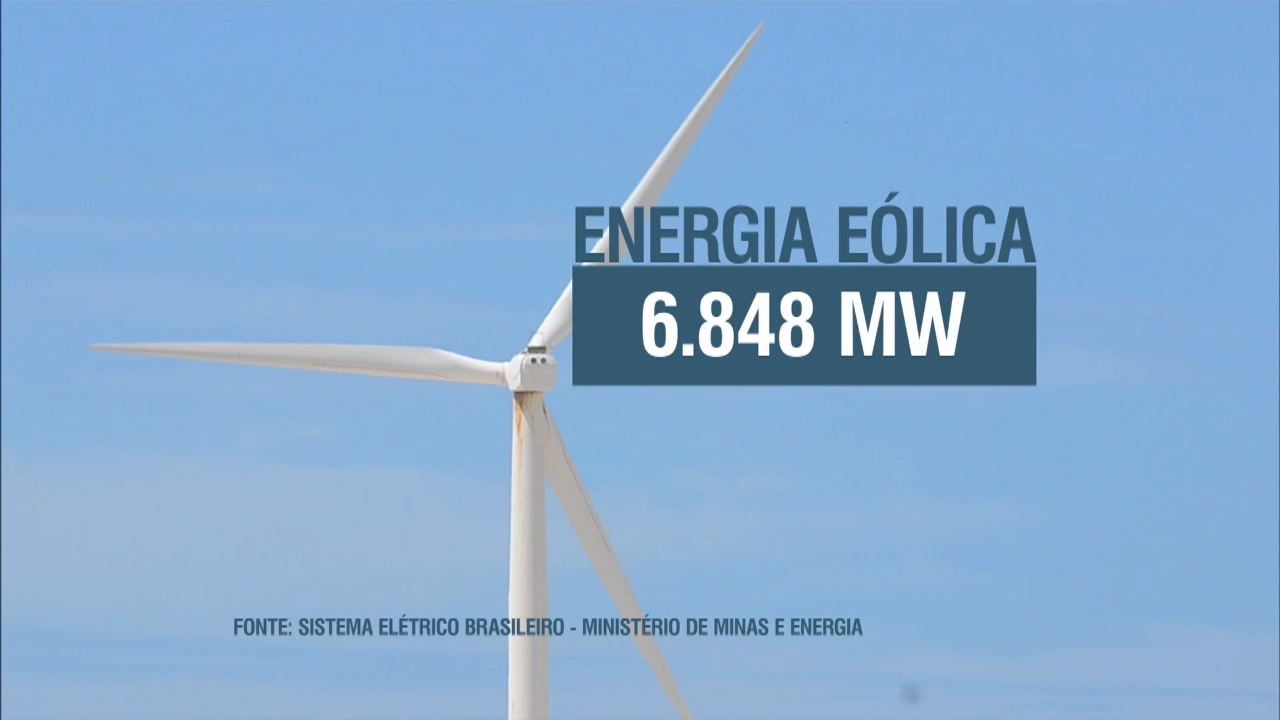 ENERGIA EÓLICA
6.848 MW
FONTE: SISTEMA ELÉTRICO BRASILEIRO - MINISTÉRIO DE MINAS E ENERGIA